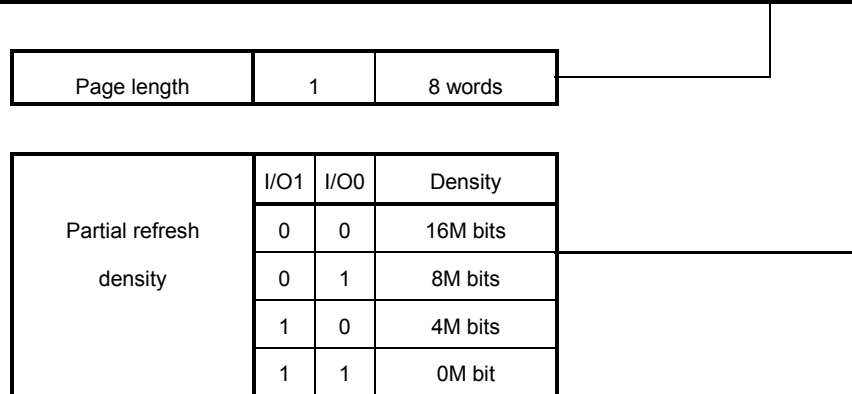 Page length 1 8 words
I/O1 I/O0 Density
Partial refresh 0 0 16M bits
density 0 1 8M bits
1 0 4M bits
1 1 0M bit